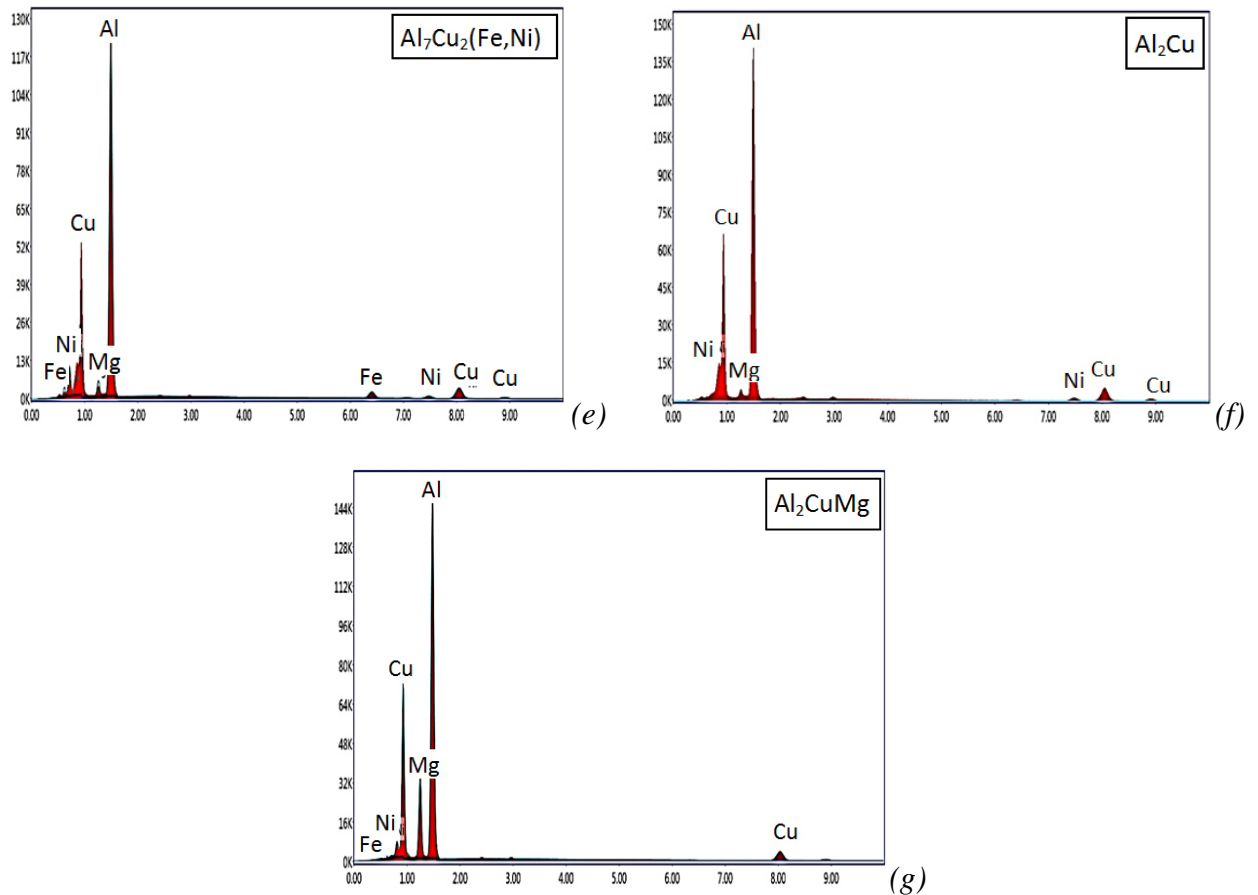 130K
117K
104K
91K
78K
65K
52K
39K
26K
13K
0K
Al
Al₇Cu₂(Fe,Ni)
Cu
Ni
Fe
Mg
Fe
Ni
Cu
Cu
0.00 1.00 2.00 3.00 4.00 5.00 6.00 7.00 8.00 9.00
(e)
150K
135K
120K
105K
90K
75K
60K
45K
30K
15K
0K
Al
Al₂Cu
Cu
Ni
Mg
Ni
Cu
Cu
0.00 1.00 2.00 3.00 4.00 5.00 6.00 7.00 8.00 9.00
(f)
144K
128K
112K
96K
80K
64K
48K
32K
16K
0K
Al
Al₂CuMg
Cu
Mg
Ni
Fe
Cu
0.00 1.00 2.00 3.00 4.00 5.00 6.00 7.00 8.00 9.00
(g)